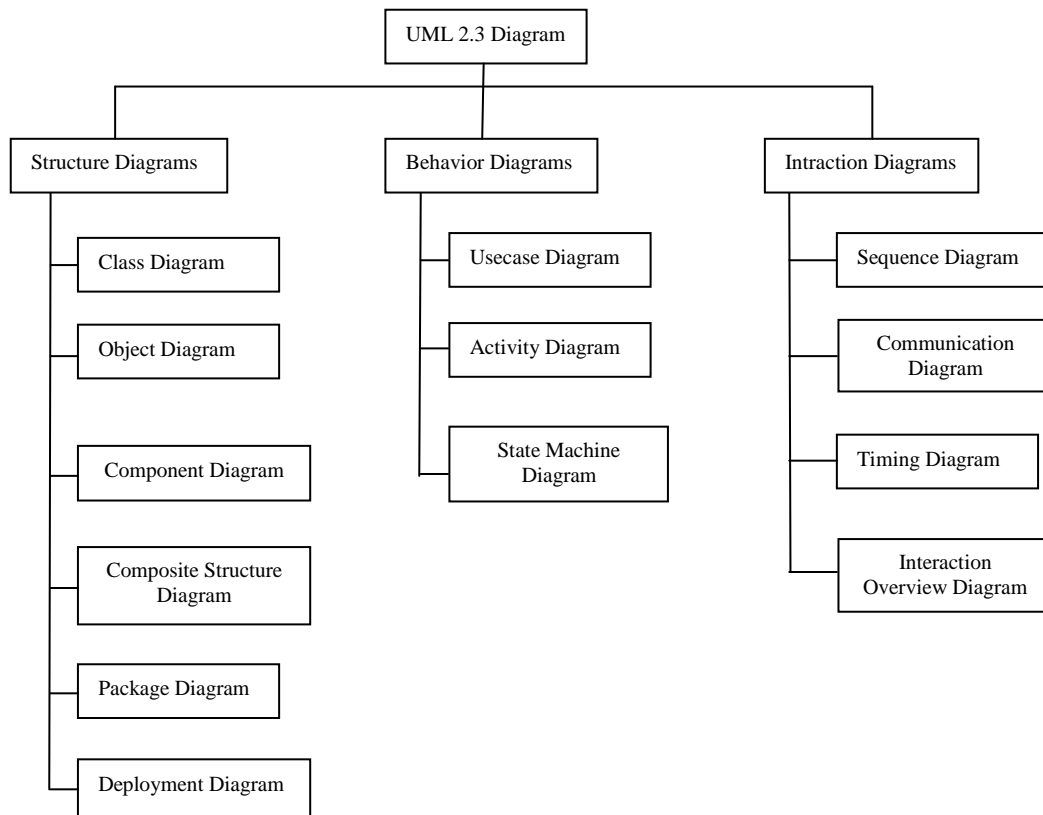 UML 2.3 Diagram
Structure Diagrams
Behavior Diagrams
Intraction Diagrams
Class Diagram
Object Diagram
Component Diagram
Composite Structure
Diagram
Package Diagram
Deployment Diagram
Usecase Diagram
Activity Diagram
State Machine
Diagram
Sequence Diagram
Communication
Diagram
Timing Diagram
Interaction
Overview Diagram